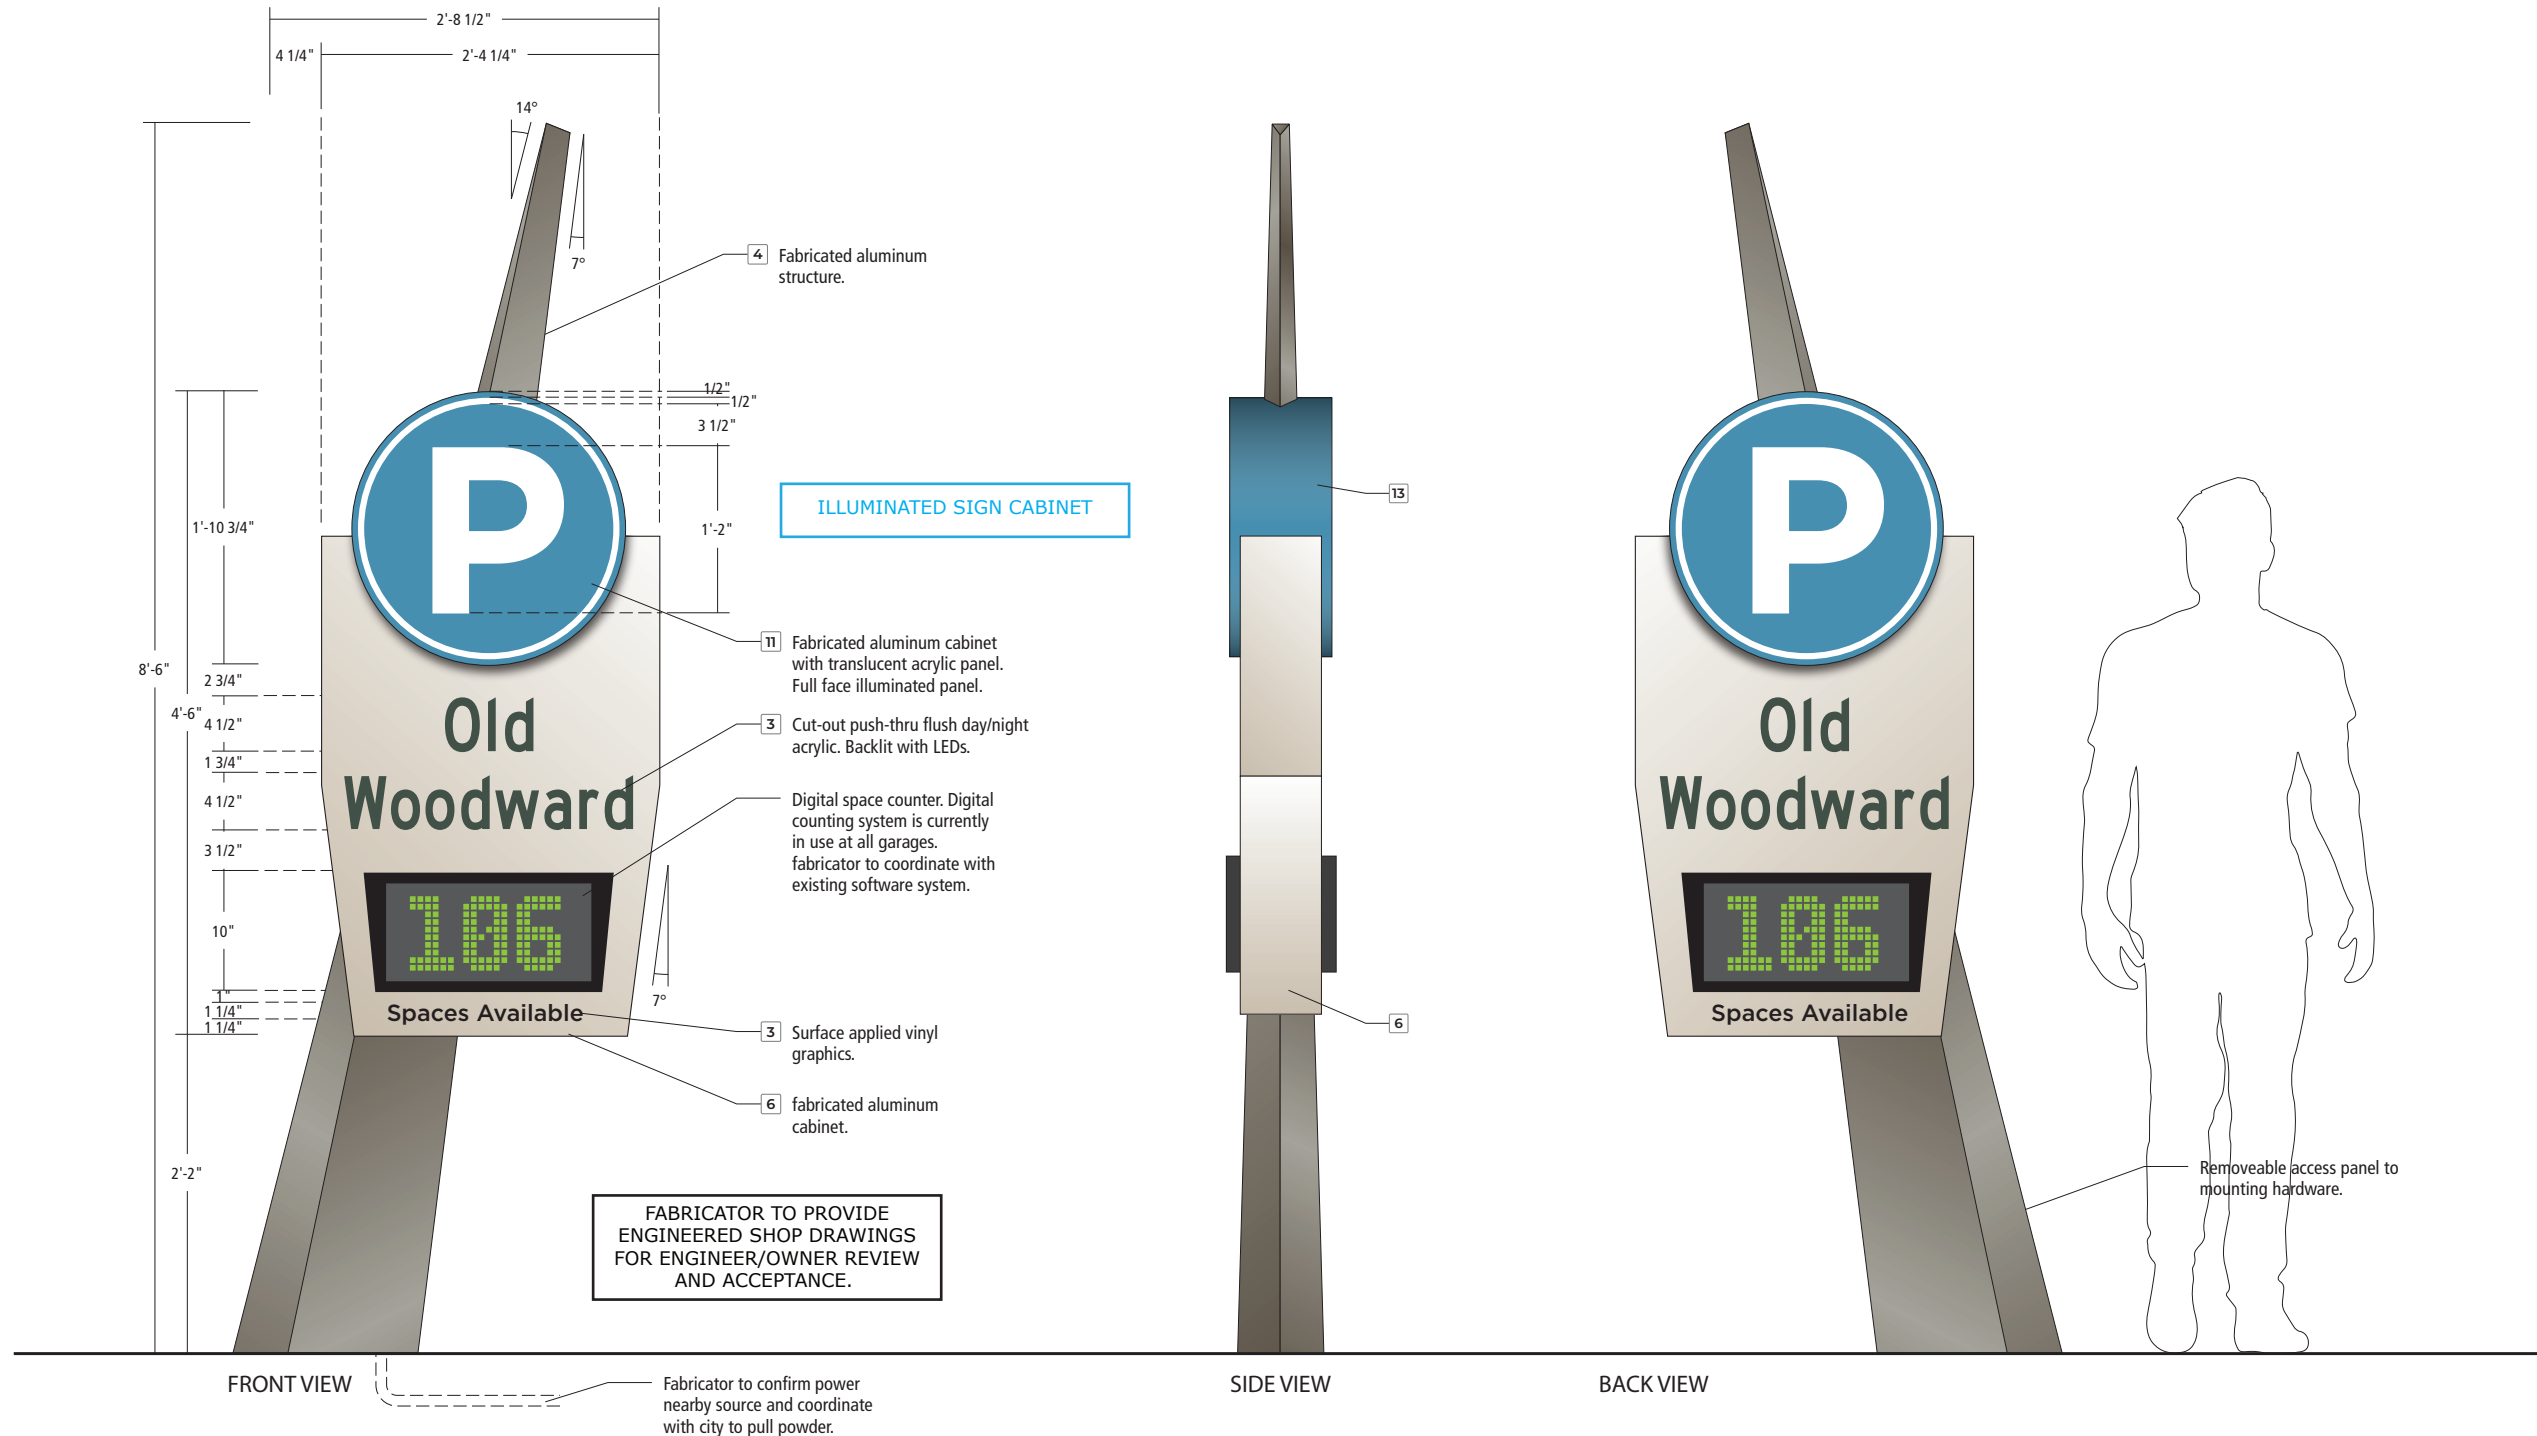 2'-8 1/2"
4 1/4"
2'-4 1/4"
14°
7°
4 Fabricated aluminum
structure.
1/2"
1/2"
3 1/2"
1'-2"
1'-10 3/4"
8'-6"
2 3/4"
4'-6"
4 1/2"
1 3/4"
4 1/2"
3 1/2"
10"
1"
1 1/4"
1 1/4"
2'-2"
P
Old
Woodward
106
Spaces Available
7°
ILLUMINATED SIGN CABINET
11 Fabricated aluminum cabinet
with translucent acrylic panel.
Full face illuminated panel.
3 Cut-out push-thru flush day/night
acrylic. Backlit with LEDs.
Digital space counter. Digital
counting system is currently
in use at all garages.
fabricator to coordinate with
existing software system.
3 Surface applied vinyl
graphics.
6 fabricated aluminum
cabinet.
FABRICATOR TO PROVIDE
ENGINEERED SHOP DRAWINGS
FOR ENGINEER/OWNER REVIEW
AND ACCEPTANCE.
FRONT VIEW
Fabricator to confirm power
nearby source and coordinate
with city to pull powder.
13
6
SIDE VIEW
P
Old
Woodward
106
Spaces Available
Removeable access panel to
mounting hardware.
BACK VIEW